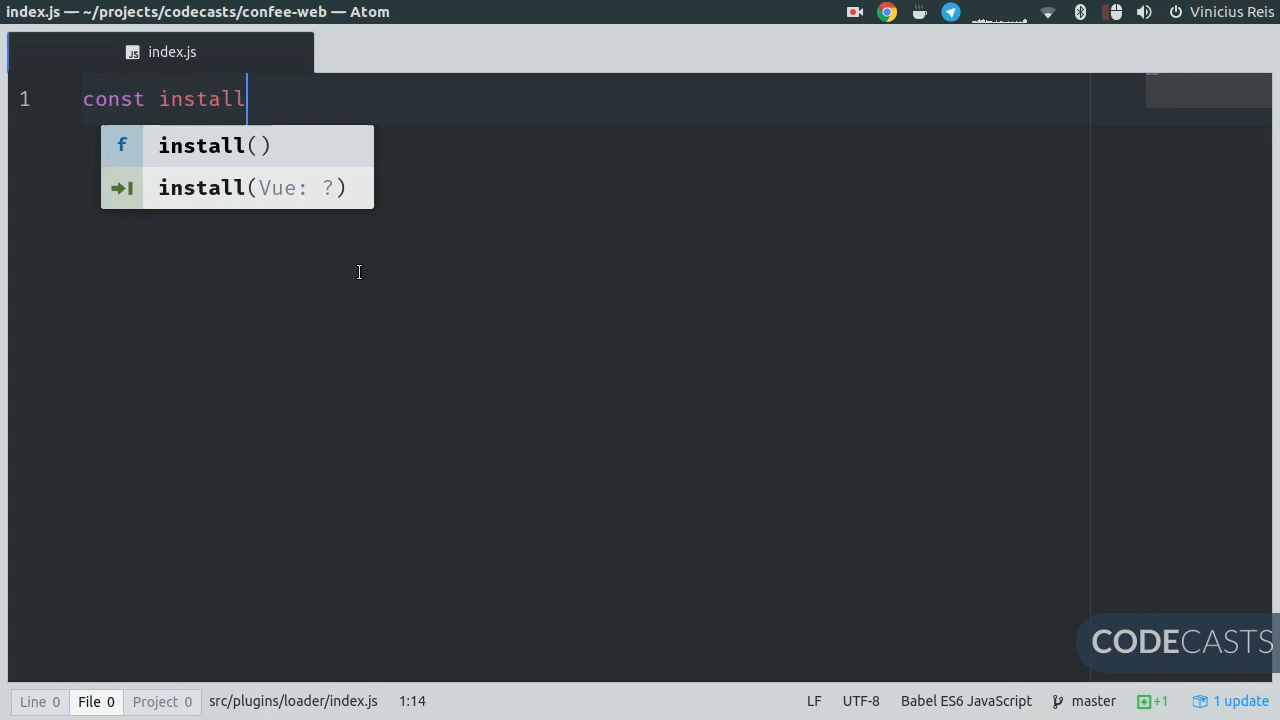 index.js — ~/projects/codecasts/confee-web — Atom
Vinicius Reis
JS index.js
1 const install
f install()
install(Vue: ?)
CODECASTS
Line 0 File 0 Project 0 src/plugins/loader/index.js 1:14 LF UTF-8 Babel ES6 JavaScript master +1 1 update